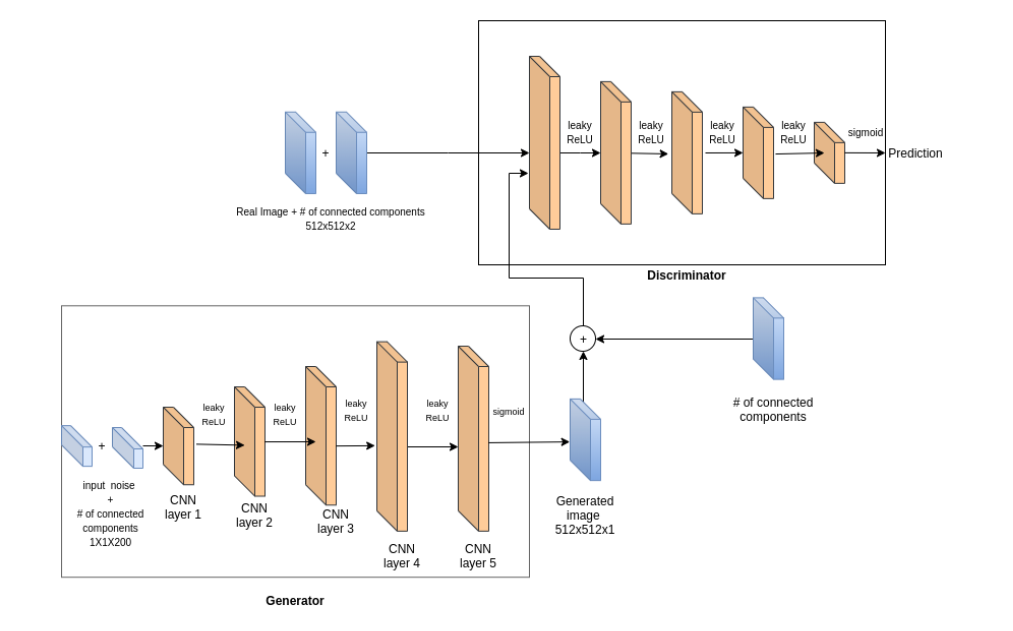 leaky
ReLU
leaky
ReLU
leaky
ReLU
leaky
ReLU
sigmoid
Prediction
+
Real Image + # of connected components
512x512x2
Discriminator
+
# of connected
components
leaky
ReLU
leaky
ReLU
leaky
ReLU
leaky
ReLU
sigmoid
+
input noise
+
# of connected
components
1X1X200
CNN
layer 1
CNN
layer 2
CNN
layer 3
CNN
layer 4
CNN
layer 5
Generated
image
512x512x1
Generator